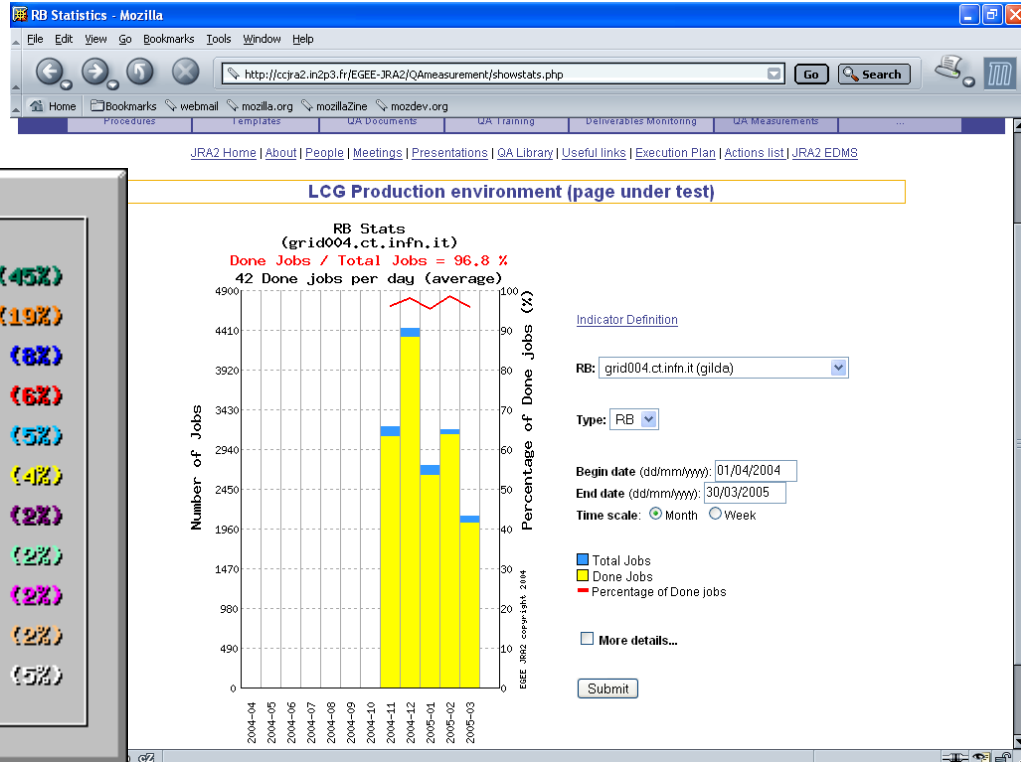 RB Statistics - Mozilla
File Edit View Go Bookmarks Tools Window Help
http://ccjra2.in2p3.fr/EGEE-JRA2/QAmeasurement/showstats.php Go Search
Home Bookmarks webmail mozilla.org mozillaZine mozdev.org
Procedures Templates QA Documents QA Training Deliverables Monitoring QA Measurements ...
JRA2 Home | About | People | Meetings | Presentations | QA Library | Useful links | Execution Plan | Actions list | JRA2 EDMS
LCG Production environment (page under test)
(45%)
(19%)
(8%)
(6%)
(5%)
(4%)
(2%)
(2%)
(2%)
(2%)
(5%)
RB Stats
(grid004.ct.infn.it)
Done Jobs / Total Jobs = 96.8 %
42 Done jobs per day (average)
Number of Jobs
4900
4410
3920
3430
2940
2450
1960
1470
980
490
0
100
90
80
70
60
50
40
30
20
10
0
Percentage of Done jobs (%)
EGEE JRA2 copyright 2004
2004-04
2004-05
2004-06
2004-07
2004-08
2004-09
2004-10
2004-11
2004-12
2005-01
2005-02
2005-03
Indicator Definition
RB: grid004.ct.infn.it (gilda)
Type: RB
Begin date (dd/mm/yyyy): 01/04/2004
End date (dd/mm/yyyy): 30/03/2005
Time scale: Month Week
Total Jobs
Done Jobs
Percentage of Done jobs
More details...
Submit